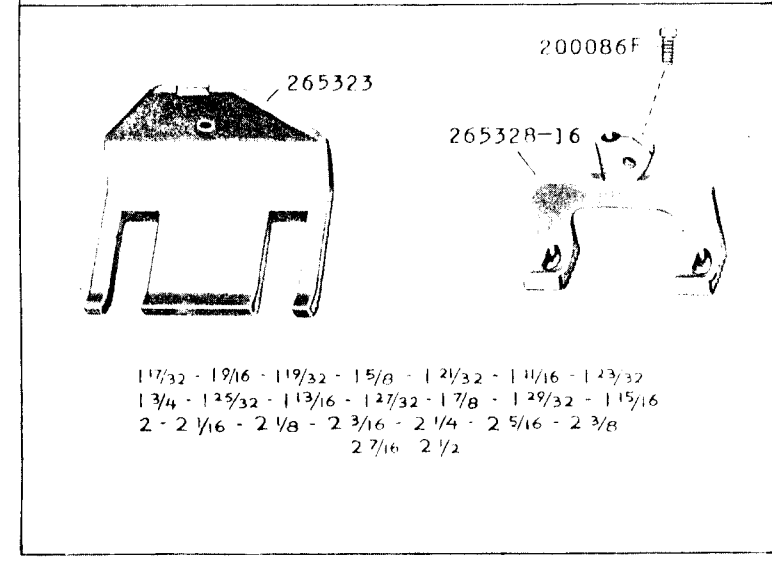 200086F
265323
265328-16
1 17/32 - 1 9/16 - 1 19/32 - 1 5/8 - 1 21/32 - 1 11/16 - 1 23/32
1 3/4 - 1 25/32 - 1 13/16 - 1 27/32 - 1 7/8 - 1 29/32 - 1 15/16
2 - 2 1/16 - 2 1/8 - 2 3/16 - 2 1/4 - 2 5/16 - 2 3/8
2 7/16 2 1/2